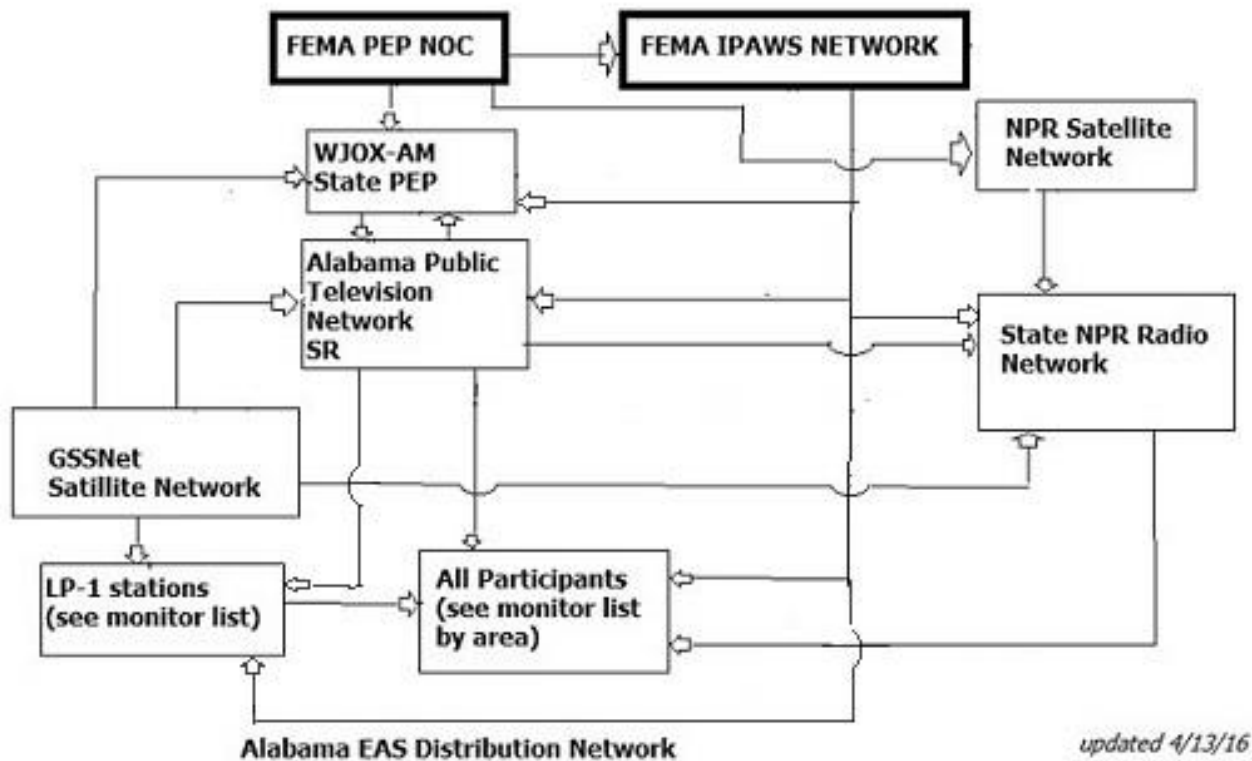 FEMA PEP NOC
FEMA IPAWS NETWORK
NPR Satellite
Network
WJOX-AM
State PEP
Alabama Public
Television
Network
SR
State NPR Radio
Network
GSSNet
Satillite Network
LP-1 stations
(see monitor list)
All Participants
(see monitor list
by area)
Alabama EAS Distribution Network
updated 4/13/16